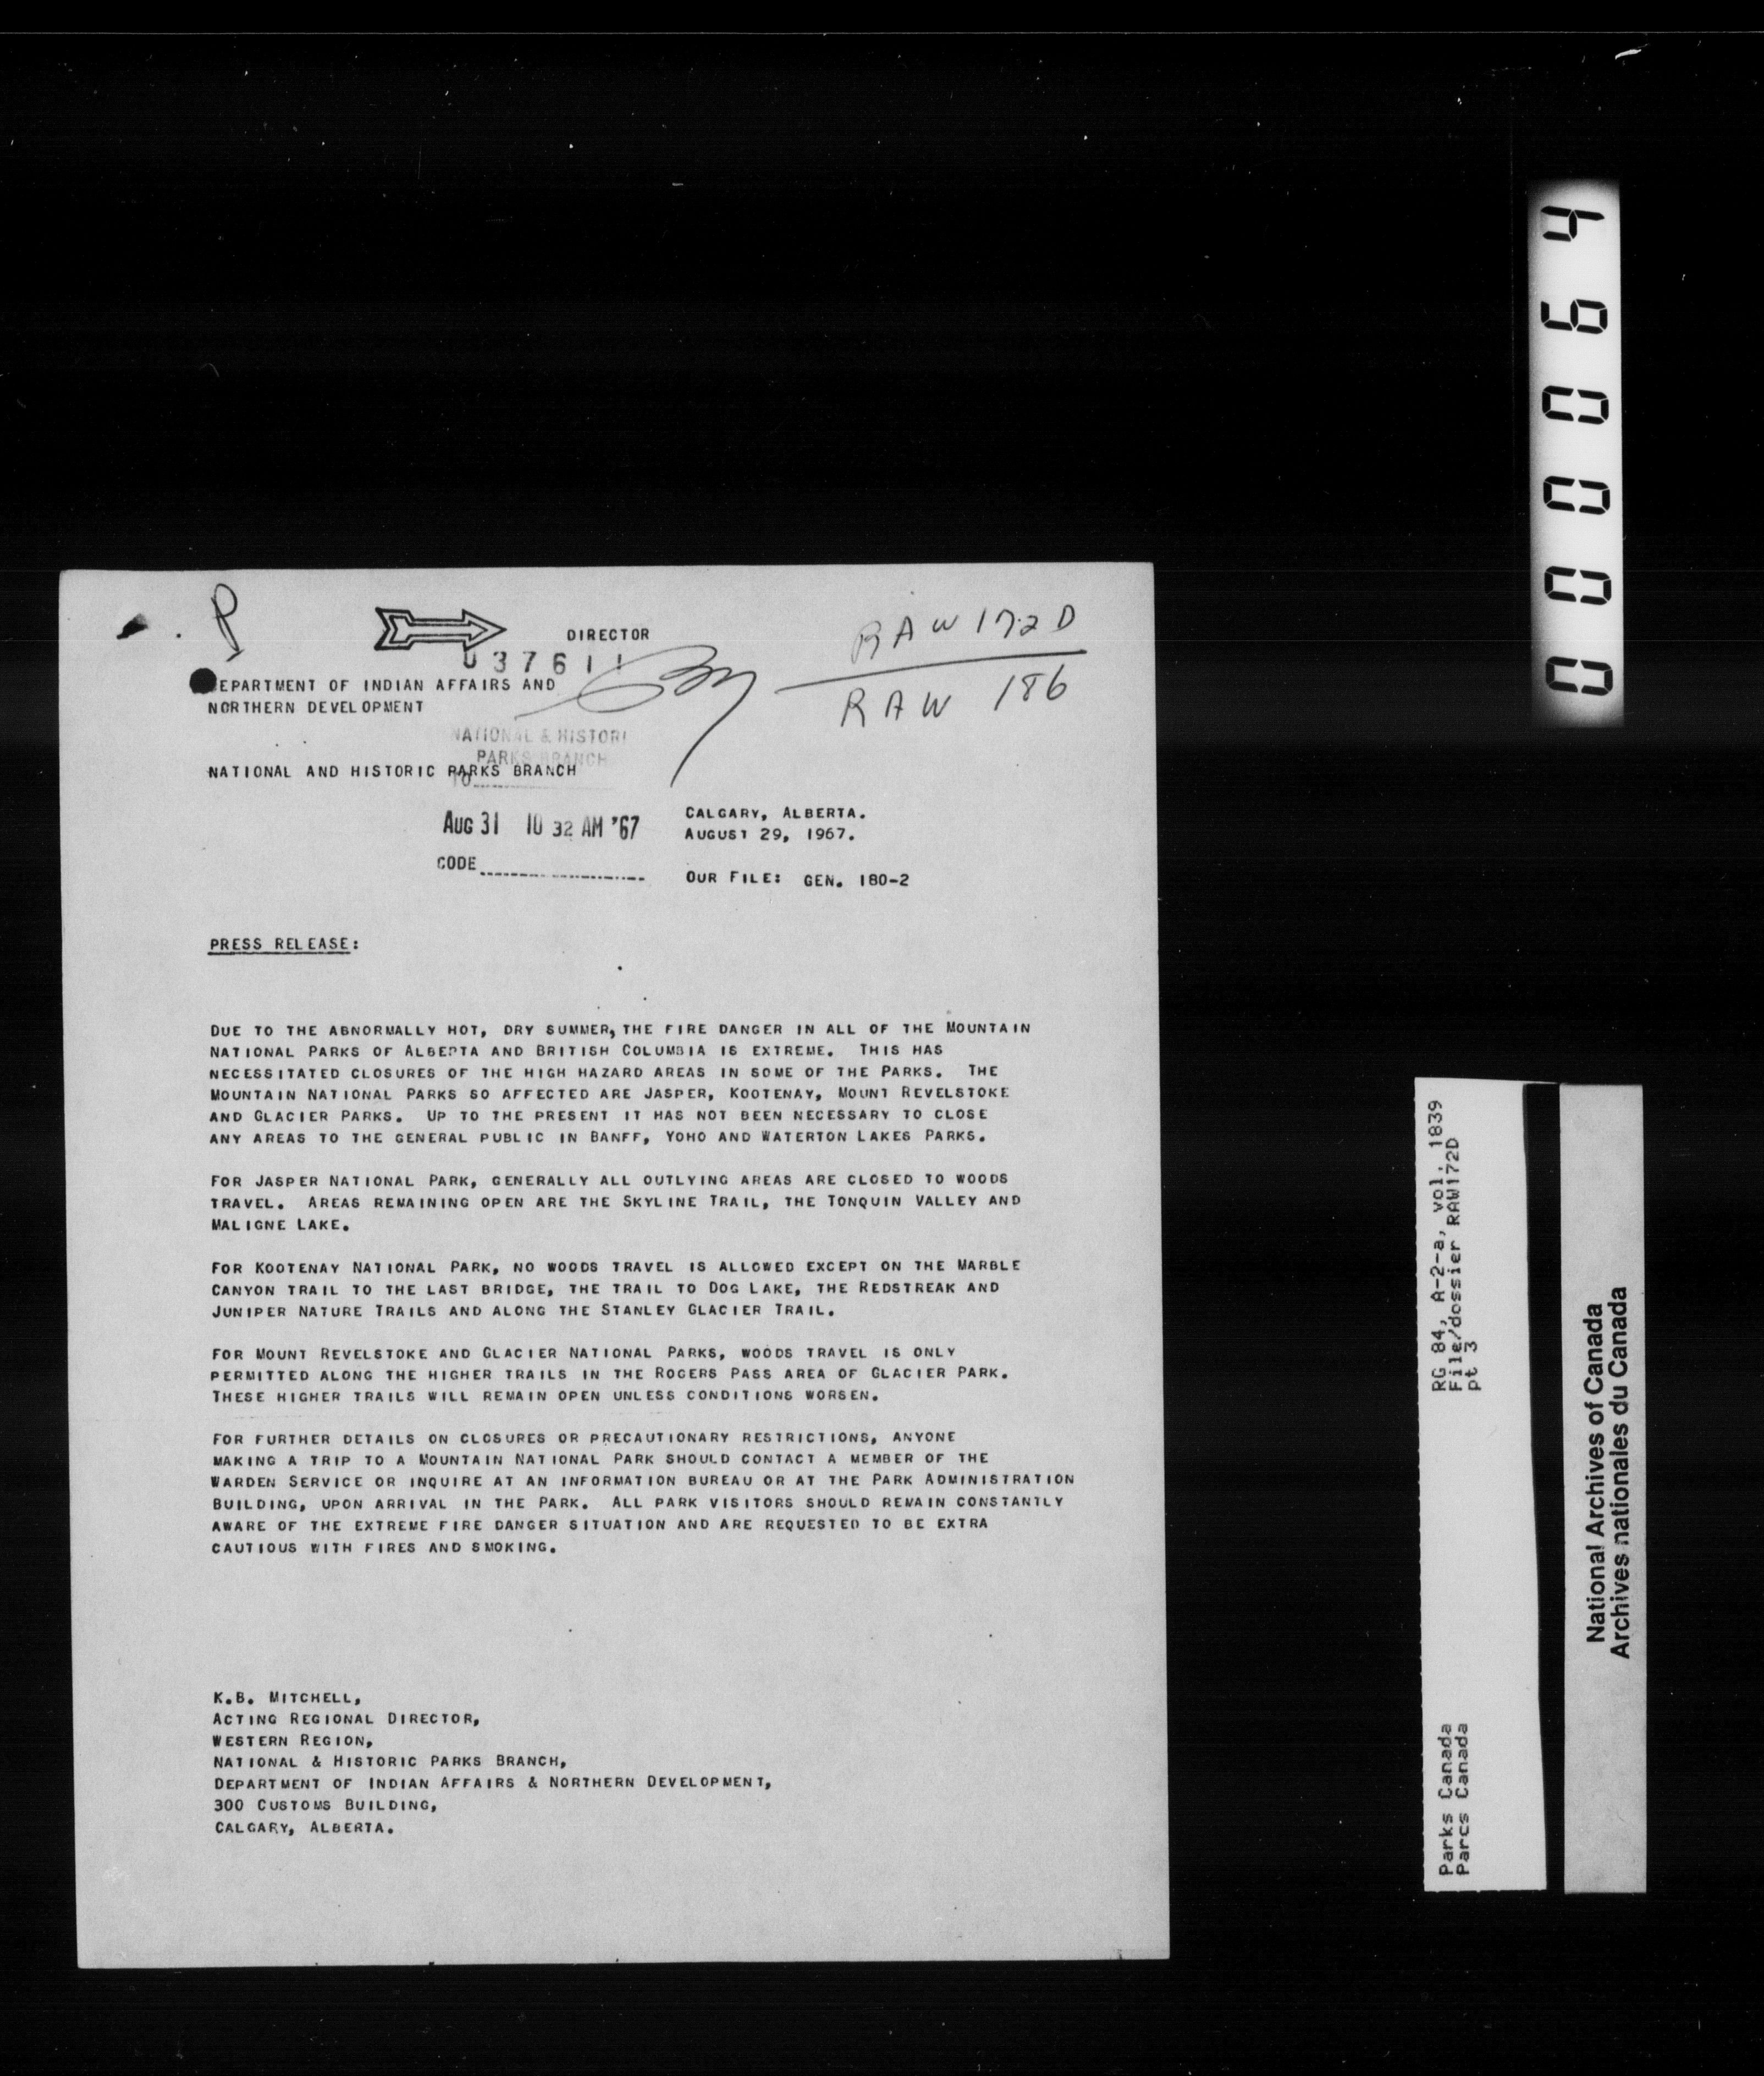 P
DIRECTOR
RAW 172D
037611
DEPARTMENT OF INDIAN AFFAIRS AND
NORTHERN DEVELOPMENT
RAW 186
NATIONAL & HISTORI
PARKS BRANCH
NATIONAL AND HISTORIC PARKS BRANCH
TO
CALGARY, ALBERTA.
AUG 31 10 32 AM '67
AUGUST 29, 1967.
CODE
OUR FILE: GEN. 180-2
PRESS RELEASE:
DUE TO THE ABNORMALLY HOT, DRY SUMMER, THE FIRE DANGER IN ALL OF THE MOUNTAIN
NATIONAL PARKS OF ALBERTA AND BRITISH COLUMBIA IS EXTREME. THIS HAS
NECESSITATED CLOSURES OF THE HIGH HAZARD AREAS IN SOME OF THE PARKS. THE
MOUNTAIN NATIONAL PARKS SO AFFECTED ARE JASPER, KOOTENAY, MOUNT REVELSTOKE
AND GLACIER PARKS. UP TO THE PRESENT IT HAS NOT BEEN NECESSARY TO CLOSE
ANY AREAS TO THE GENERAL PUBLIC IN BANFF, YOHO AND WATERTON LAKES PARKS.
FOR JASPER NATIONAL PARK, GENERALLY ALL OUTLYING AREAS ARE CLOSED TO WOODS
TRAVEL. AREAS REMAINING OPEN ARE THE SKYLINE TRAIL, THE TONQUIN VALLEY AND
MALIGNE LAKE.
FOR KOOTENAY NATIONAL PARK, NO WOODS TRAVEL IS ALLOWED EXCEPT ON THE MARBLE
CANYON TRAIL TO THE LAST BRIDGE, THE TRAIL TO DOG LAKE, THE REDSTREAK AND
JUNIPER NATURE TRAILS AND ALONG THE STANLEY GLACIER TRAIL.
FOR MOUNT REVELSTOKE AND GLACIER NATIONAL PARKS, WOODS TRAVEL IS ONLY
PERMITTED ALONG THE HIGHER TRAILS IN THE ROGERS PASS AREA OF GLACIER PARK.
THESE HIGHER TRAILS WILL REMAIN OPEN UNLESS CONDITIONS WORSEN.
FOR FURTHER DETAILS ON CLOSURES OR PRECAUTIONARY RESTRICTIONS, ANYONE
MAKING A TRIP TO A MOUNTAIN NATIONAL PARK SHOULD CONTACT A MEMBER OF THE
WARDEN SERVICE OR INQUIRE AT AN INFORMATION BUREAU OR AT THE PARK ADMINISTRATION
BUILDING, UPON ARRIVAL IN THE PARK. ALL PARK VISITORS SHOULD REMAIN CONSTANTLY
AWARE OF THE EXTREME FIRE DANGER SITUATION AND ARE REQUESTED TO BE EXTRA
CAUTIOUS WITH FIRES AND SMOKING.
K.B. MITCHELL,
ACTING REGIONAL DIRECTOR,
WESTERN REGION,
NATIONAL & HISTORIC PARKS BRANCH,
DEPARTMENT OF INDIAN AFFAIRS & NORTHERN DEVELOPMENT,
300 CUSTOMS BUILDING,
CALGARY, ALBERTA.
000064
RG 84, A-2-a, vol. 1839
File/dossier RAW172D
pt 3
Parks Canada
Parcs Canada
National Archives of Canada
Archives nationales du Canada